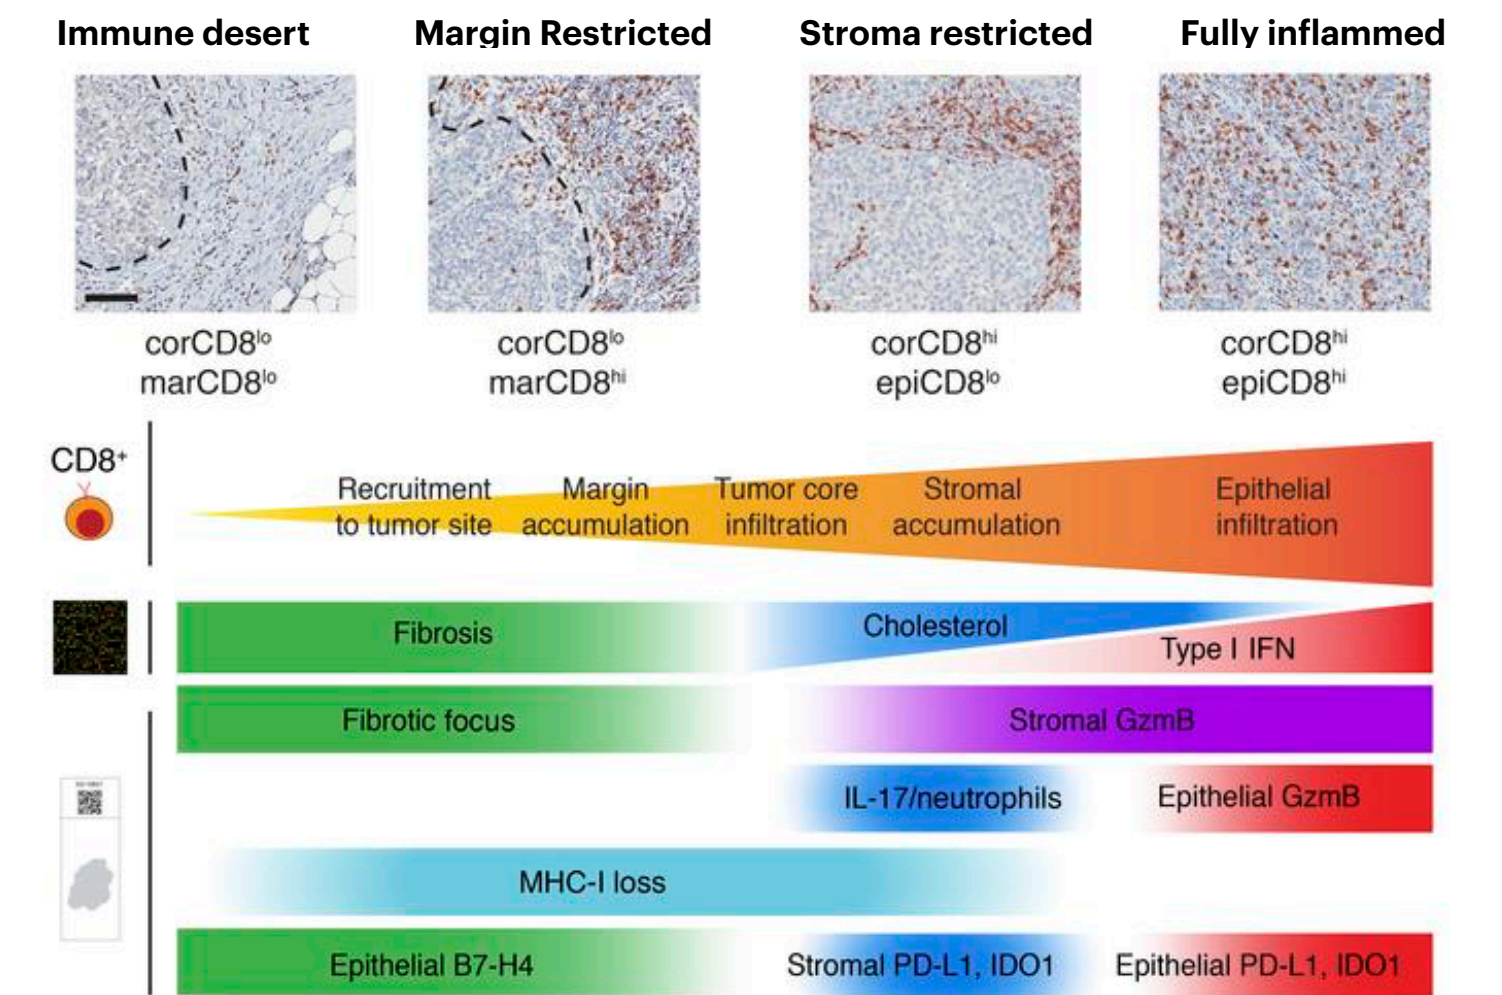 Immune desert
Margin Restricted
Stroma restricted
Fully inflammed
corCD8lo
marCD8lo
corCD8lo
marCD8hi
corCD8hi
epiCD8lo
corCD8hi
epiCD8hi
CD8+
Recruitment
to tumor site
Margin
accumulation
Tumor core
infiltration
Stromal
accumulation
Epithelial
infiltration
Fibrosis
Cholesterol
Type I IFN
Fibrotic focus
Stromal GzmB
IL-17/neutrophils
Epithelial GzmB
MHC-I loss
Epithelial B7-H4
Stromal PD-L1, IDO1
Epithelial PD-L1, IDO1